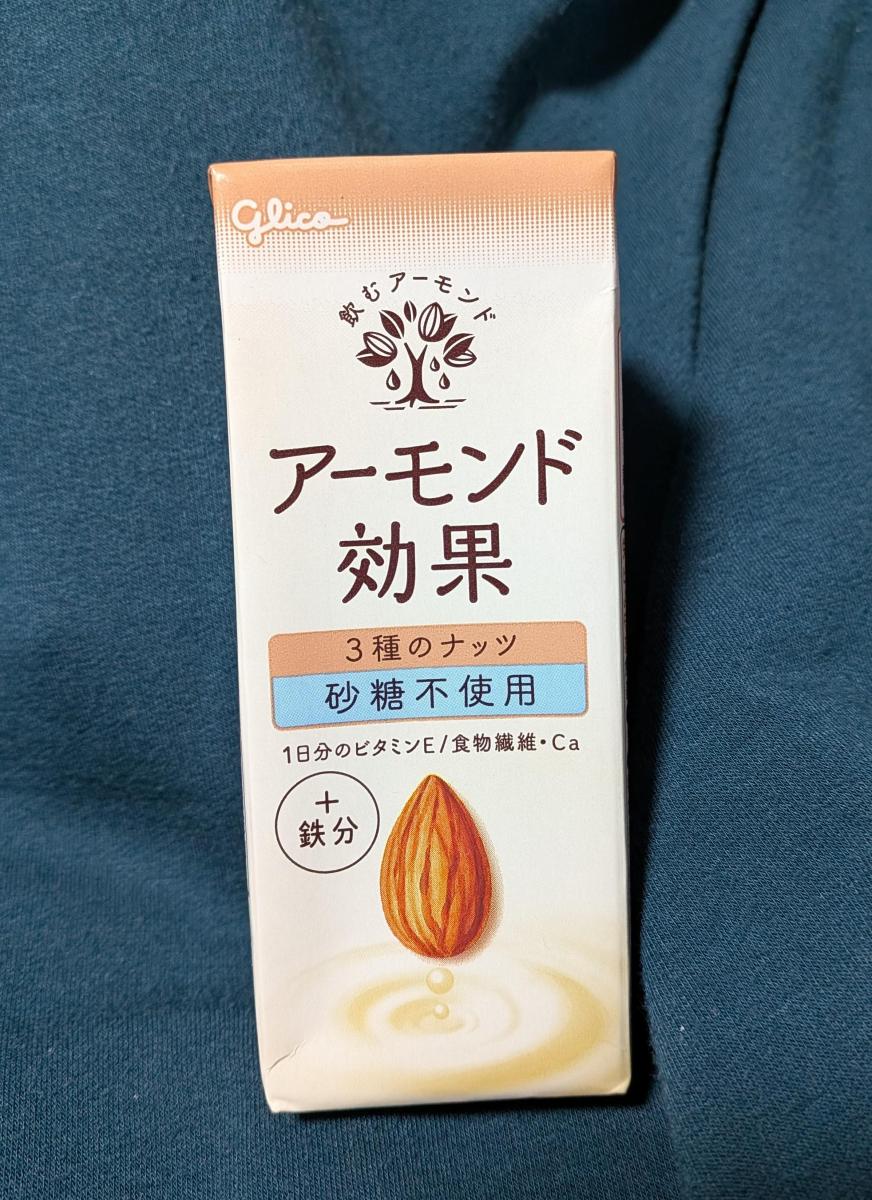 Glico
飲むアーモンド
アーモンド
効果
3種のナッツ
砂糖不使用
1日分のビタミンE/食物繊維・Ca
＋
鉄分